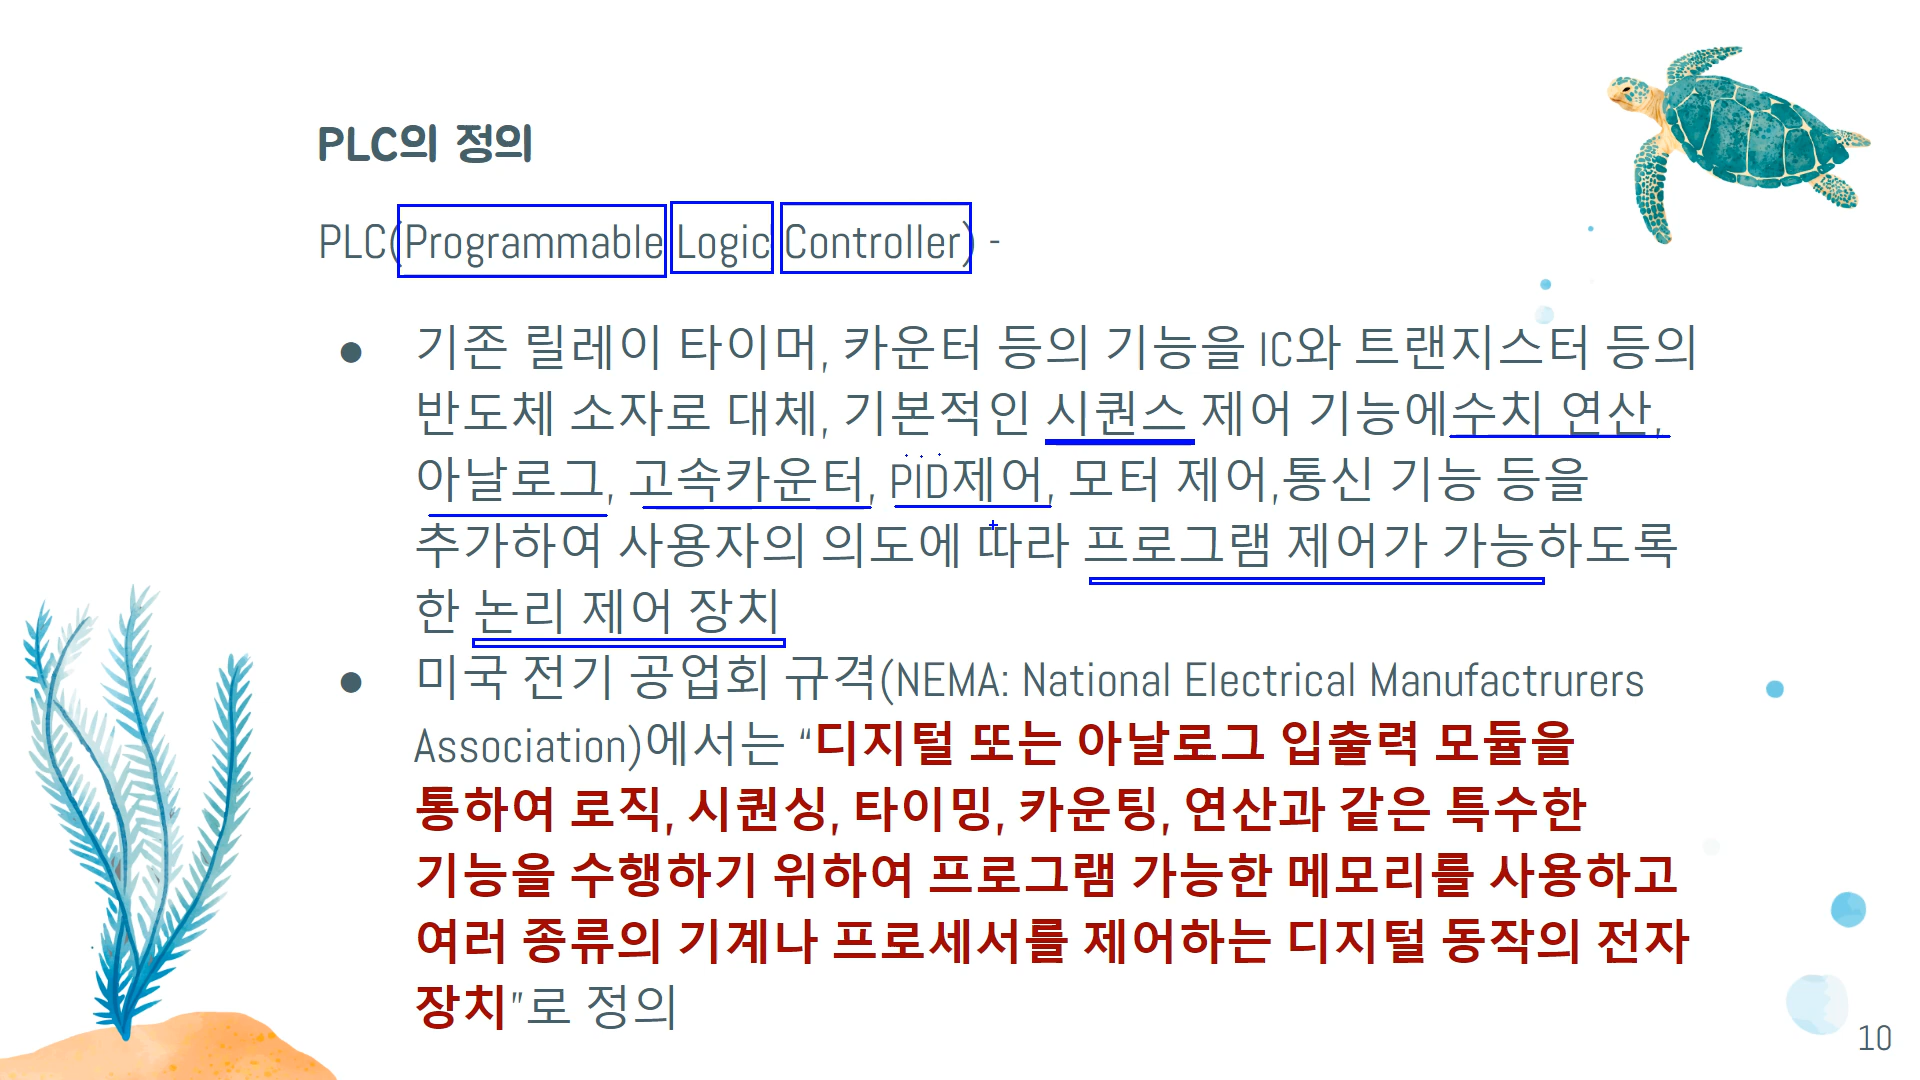 PLC의 정의
PLC(Programmable Logic Controller) -
● 기존 릴레이 타이머, 카운터 등의 기능을 IC와 트랜지스터 등의
반도체 소자로 대체, 기본적인 시퀀스 제어 기능에수치 연산,
아날로그, 고속카운터, PID제어, 모터 제어,통신 기능 등을
추가하여 사용자의 의도에 따라 프로그램 제어가 가능하도록
한 논리 제어 장치
● 미국 전기 공업회 규격(NEMA: National Electrical Manufactrurers
Association)에서는 “디지털 또는 아날로그 입출력 모듈을
통하여 로직, 시퀀싱, 타이밍, 카운팅, 연산과 같은 특수한
기능을 수행하기 위하여 프로그램 가능한 메모리를 사용하고
여러 종류의 기계나 프로세서를 제어하는 디지털 동작의 전자
장치”로 정의
10